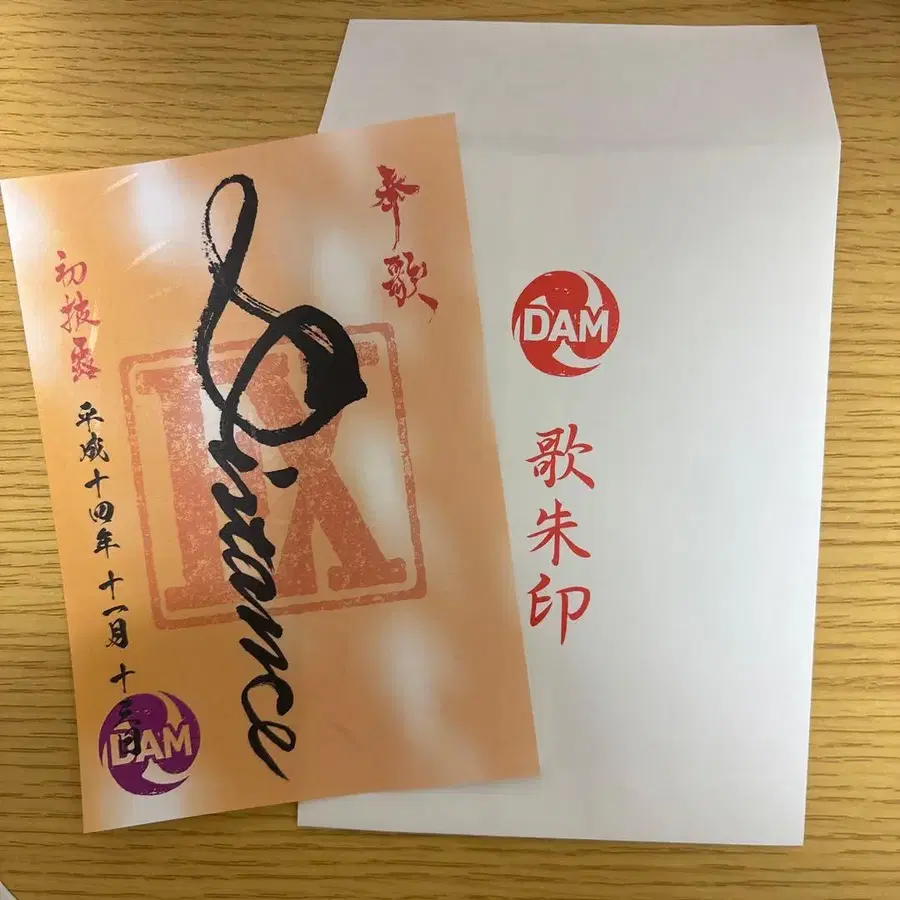 奉歌
Distance
IX
初披露 平成十四年 十一月 十三日
DAM
DAM
歌朱印